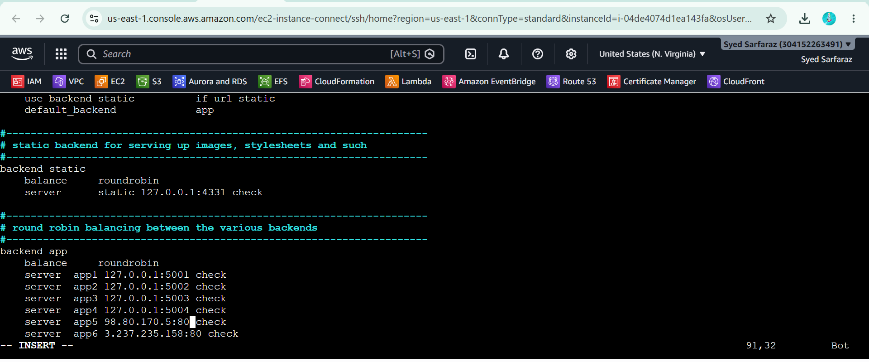 us-east-1.console.aws.amazon.com/ec2-instance-connect/ssh/home?region=us-east-1&connType=standard&instanceId=i-04de4074d1ea143fa&osUser...
aws
Search [Alt+S]
United States (N. Virginia) ▼
Syed Sarfaraz (304152263491) ▼
Syed Sarfaraz
IAM VPC EC2 S3 Aurora and RDS EFS CloudFormation Lambda Amazon EventBridge Route 53 Certificate Manager CloudFront
use backend static if url static
default_backend app
#---------------------------------------------------------------------
# static backend for serving up images, stylesheets and such
#---------------------------------------------------------------------
backend static
balance roundrobin
server static 127.0.0.1:4331 check
#---------------------------------------------------------------------
# round robin balancing between the various backends
#---------------------------------------------------------------------
backend app
balance roundrobin
server app1 127.0.0.1:5001 check
server app2 127.0.0.1:5002 check
server app3 127.0.0.1:5003 check
server app4 127.0.0.1:5004 check
server app5 98.80.170.5:80 check
server app6 3.237.235.158:80 check
-- INSERT -- 91,32 Bot